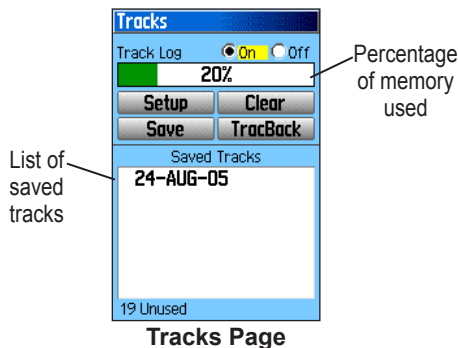 Tracks
Track Log On Off
20%
Setup Clear
Save TracBack
Saved Tracks
24-AUG-05
19 Unused
Percentage
of memory
used
List of
saved
tracks
Tracks Page